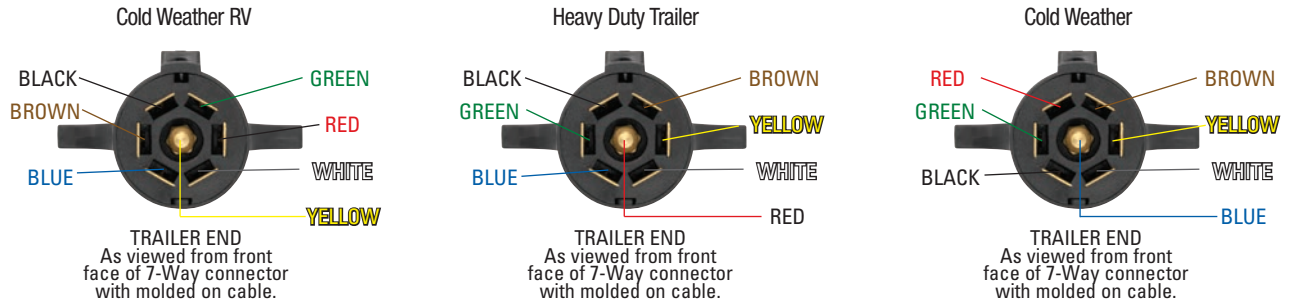 Cold Weather RV
BLACK
GREEN
BROWN
RED
BLUE
WHITE
YELLOW
TRAILER END
As viewed from front
face of 7-Way connector
with molded on cable.
Heavy Duty Trailer
BLACK
BROWN
GREEN
YELLOW
BLUE
WHITE
RED
TRAILER END
As viewed from front
face of 7-Way connector
with molded on cable.
Cold Weather
RED
BROWN
GREEN
YELLOW
BLACK
WHITE
BLUE
TRAILER END
As viewed from front
face of 7-Way connector
with molded on cable.